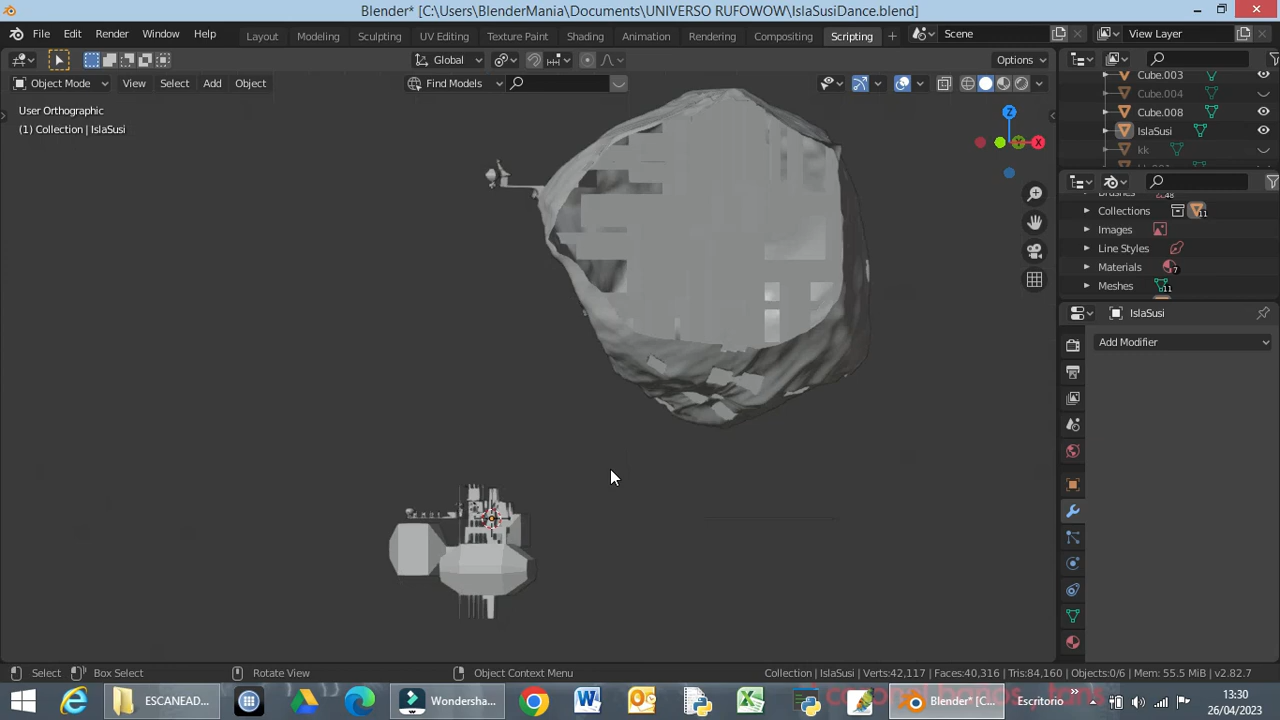 Blender* [C:\Users\BlenderMania\Documents\UNIVERSO RUFOWOW\IslaSusiDance.blend]
File Edit Render Window Help Layout Modeling Sculpting UV Editing Texture Paint Shading Animation Rendering Compositing Scripting + Scene View Layer
Global Options
Object Mode View Select Add Object Find Models
User Orthographic
(1) Collection | IslaSusi
Z
X
Cube.003
Cube.004
Cube.008
IslaSusi
kk
Brushes 48
Collections 11
Images
Line Styles
Materials 7
Meshes 11
IslaSusi
Add Modifier
Select Box Select Rotate View Object Context Menu Collection | IslaSusi | Verts:42,117 | Faces:40,316 | Tris:84,160 | Objects:0/6 | Mem: 55.5 MiB | v2.82.7
ESCANEAD... Wondersha... Blender* [C... Escritorio
13:30
26/04/2023